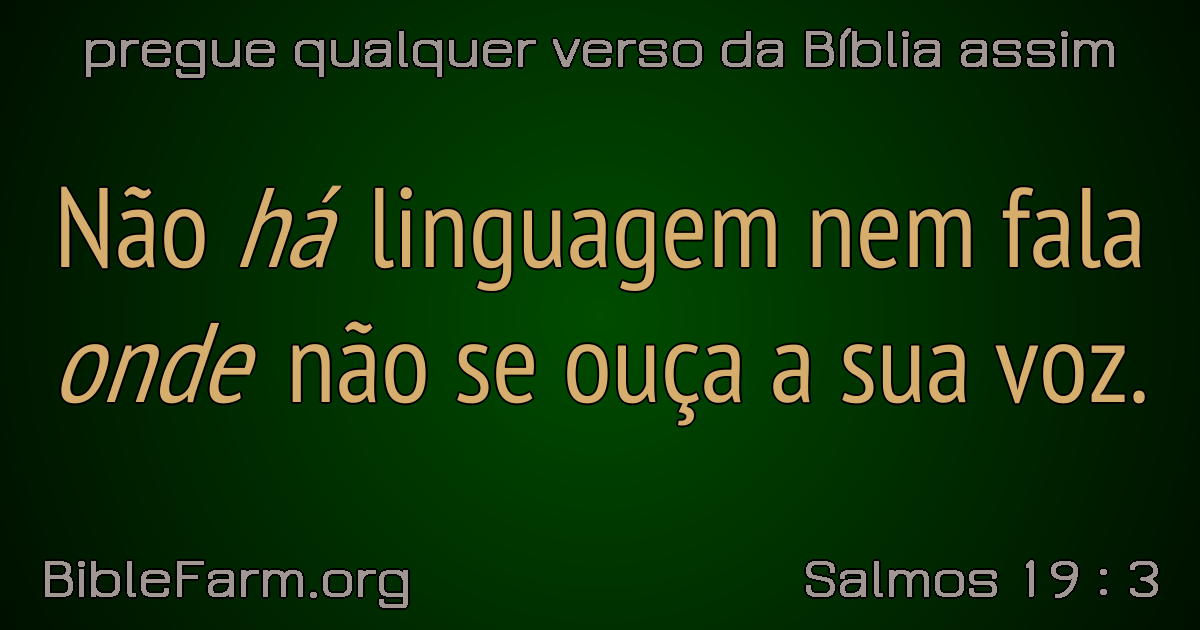 pregue qualquer verso da Bíblia assim
Não há linguagem nem fala
onde não se ouça a sua voz.
BibleFarm.org
Salmos 19 : 3